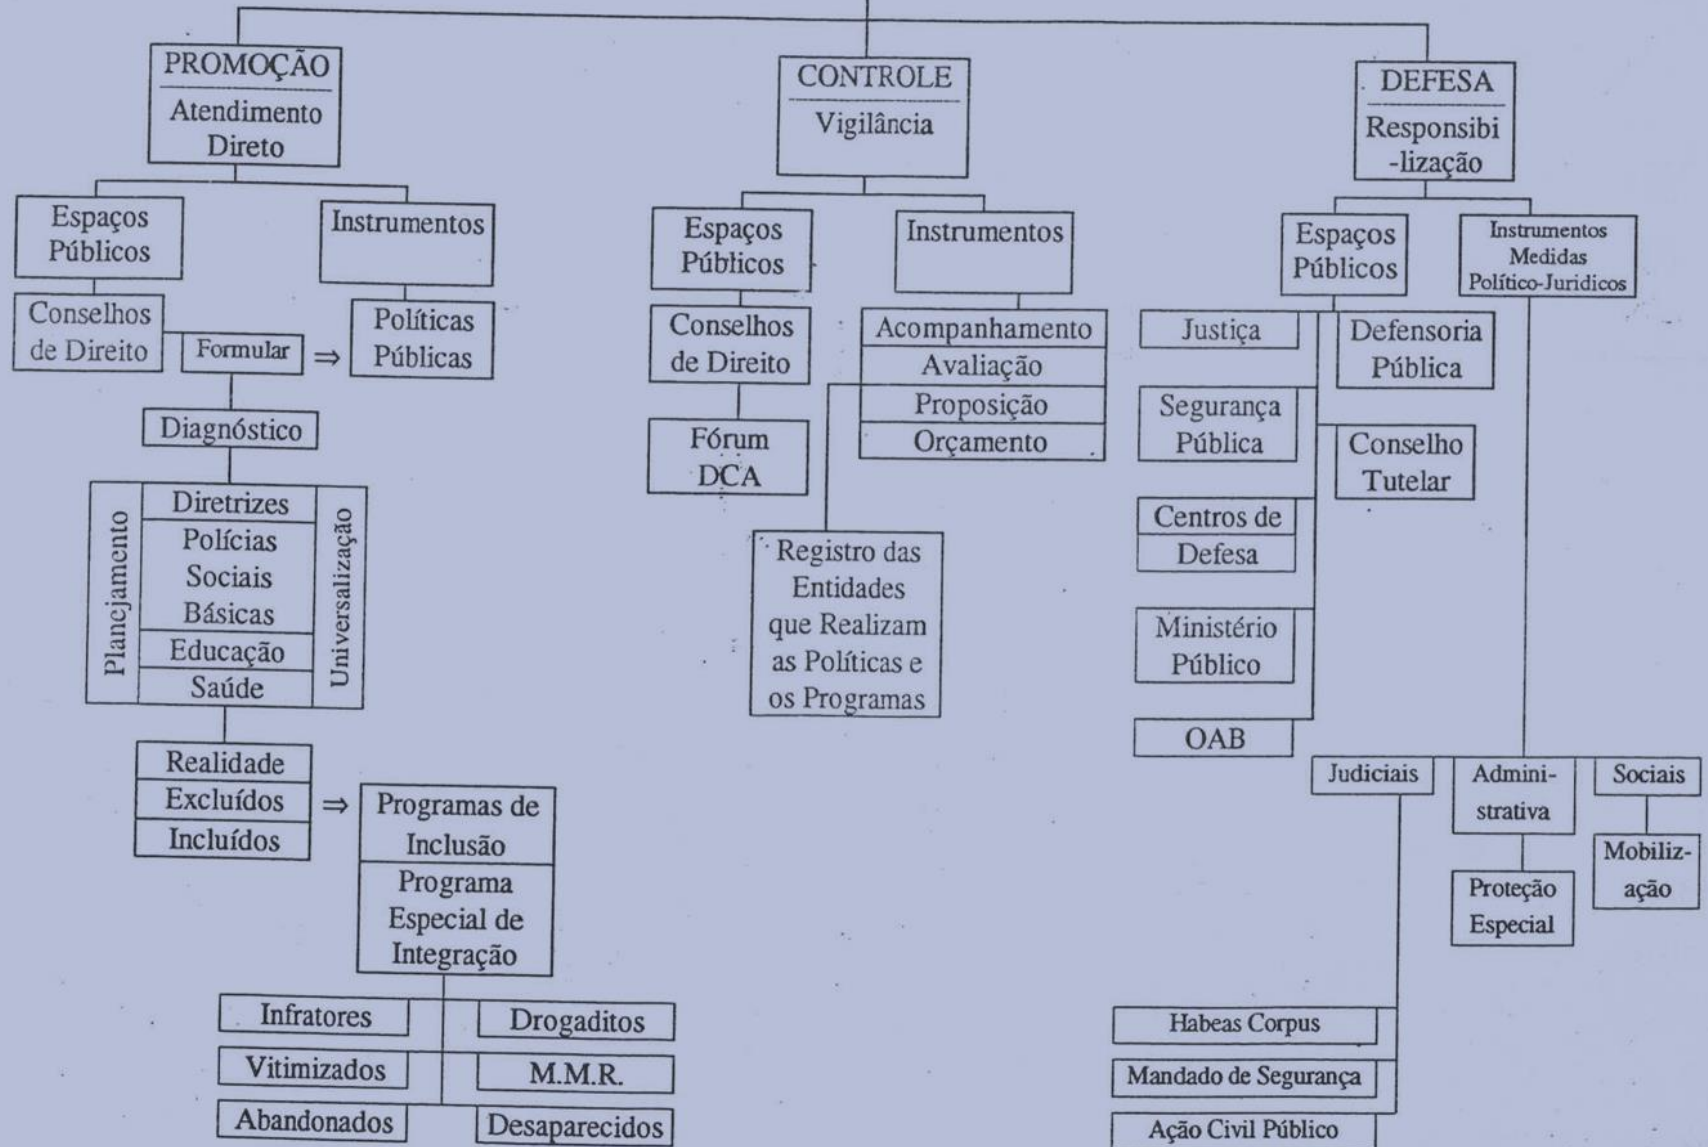 PROMOÇÃO
Atendimento
Direto
Espaços
Públicos
Instrumentos
Conselhos
de Direito
Formular
⇒
Políticas
Públicas
Diagnóstico
Planejamento
Diretrizes
Polícias
Sociais
Básicas
Educação
Saúde
Universalização
Realidade
Excluídos
Incluídos
⇒
Programas de
Inclusão
Programa
Especial de
Integração
Infratores
Drogaditos
Vitimizados
M.M.R.
Abandonados
Desaparecidos
CONTROLE
Vigilância
Espaços
Públicos
Instrumentos
Conselhos
de Direito
Fórum
DCA
Acompanhamento
Avaliação
Proposição
Orçamento
Registro das
Entidades
que Realizam
as Políticas e
os Programas
DEFESA
Responsibi
-lização
Espaços
Públicos
Instrumentos
Medidas
Político-Juridicos
Justiça
Defensoria
Pública
Segurança
Pública
Conselho
Tutelar
Centros de
Defesa
Ministério
Público
OAB
Judiciais
Admini-
strativa
Sociais
Proteção
Especial
Mobiliz-
ação
Habeas Corpus
Mandado de Segurança
Ação Civil Público